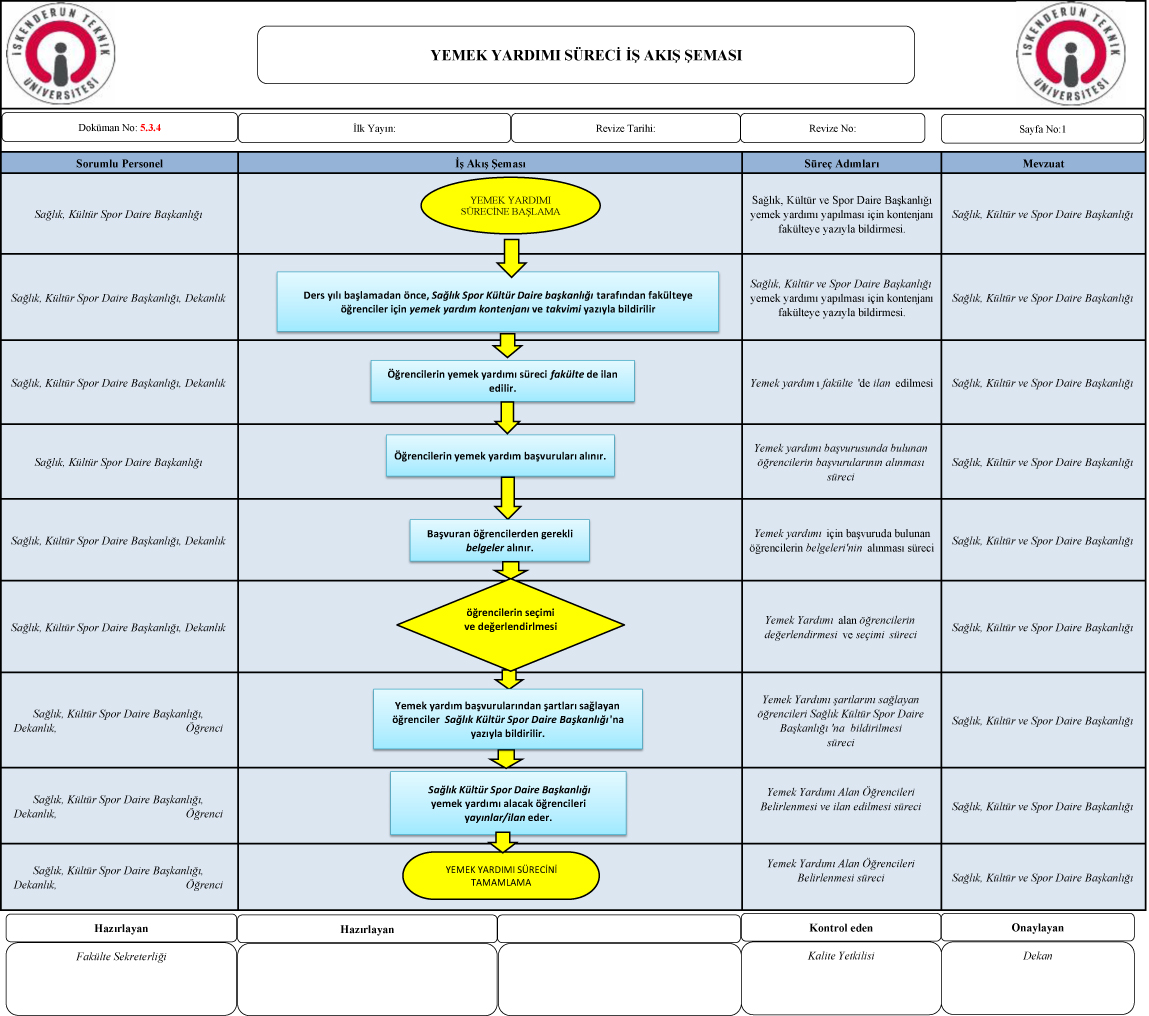 İSKENDERUN TEKNİK
ÜNİVERSİTESİ
YEMEK YARDIMI SÜRECİ İŞ AKIŞ ŞEMASI
İSKENDERUN TEKNİK
ÜNİVERSİTESİ
Doküman No: 5.3.4
İlk Yayın:
Revize Tarihi:
Revize No:
Sayfa No:1
Sorumlu Personel
İş Akış Şeması
Süreç Adımları
Mevzuat
Sağlık, Kültür Spor Daire Başkanlığı
YEMEK YARDIMI
SÜRECİNE BAŞLAMA
Sağlık, Kültür ve Spor Daire Başkanlığı
yemek yardımı yapılması için kontenjanı
fakülteye yazıyla bildirmesi.
Sağlık, Kültür ve Spor Daire Başkanlığı
Sağlık, Kültür Spor Daire Başkanlığı, Dekanlık
Ders yılı başlamadan önce, Sağlık Spor Kültür Daire başkanlığı tarafından fakülteye
öğrenciler için yemek yardım kontenjanı ve takvimi yazıyla bildirilir
Sağlık, Kültür ve Spor Daire Başkanlığı
yemek yardımı yapılması için kontenjanı
fakülteye yazıyla bildirmesi.
Sağlık, Kültür ve Spor Daire Başkanlığı
Sağlık, Kültür Spor Daire Başkanlığı, Dekanlık
Öğrencilerin yemek yardımı süreci fakülte de ilan
edilir.
Yemek yardım ı fakülte 'de ilan edilmesi
Sağlık, Kültür ve Spor Daire Başkanlığı
Sağlık, Kültür Spor Daire Başkanlığı
Öğrencilerin yemek yardım başvuruları alınır.
Yemek yardımı başvurusunda bulunan
öğrencilerin başvurularının alınması
süreci
Sağlık, Kültür ve Spor Daire Başkanlığı
Sağlık, Kültür Spor Daire Başkanlığı, Dekanlık
Başvuran öğrencilerden gerekli
belgeler alınır.
Yemek yardımı için başvuruda bulunan
öğrencilerin belgeleri'nin alınması süreci
Sağlık, Kültür ve Spor Daire Başkanlığı
Sağlık, Kültür Spor Daire Başkanlığı, Dekanlık
öğrencilerin seçimi
ve değerlendirilmesi
Yemek Yardımı alan öğrencilerin
değerlendirmesi ve seçimi süreci
Sağlık, Kültür ve Spor Daire Başkanlığı
Sağlık, Kültür Spor Daire Başkanlığı,
Dekanlık, Öğrenci
Yemek yardım başvurularından şartları sağlayan
öğrenciler Sağlık Kültür Spor Daire Başkanlığı'na
yazıyla bildirilir.
Yemek Yardımı şartlarını sağlayan
öğrencileri Sağlık Kültür Spor Daire
Başkanlığı 'na bildirilmesi
süreci
Sağlık, Kültür ve Spor Daire Başkanlığı
Sağlık, Kültür Spor Daire Başkanlığı,
Dekanlık, Öğrenci
Sağlık Kültür Spor Daire Başkanlığı
yemek yardımı alacak öğrencileri
yayınlar/ilan eder.
Yemek Yardımı Alan Öğrencileri
Belirlenmesi ve ilan edilmesi süreci
Sağlık, Kültür ve Spor Daire Başkanlığı
Sağlık, Kültür Spor Daire Başkanlığı,
Dekanlık, Öğrenci
YEMEK YARDIMI SÜRECİNİ
TAMAMLAMA
Yemek Yardımı Alan Öğrencileri
Belirlenmesi süreci
Sağlık, Kültür ve Spor Daire Başkanlığı
Hazırlayan
Hazırlayan
Kontrol eden
Onaylayan
Fakülte Sekreterliği
Kalite Yetkilisi
Dekan